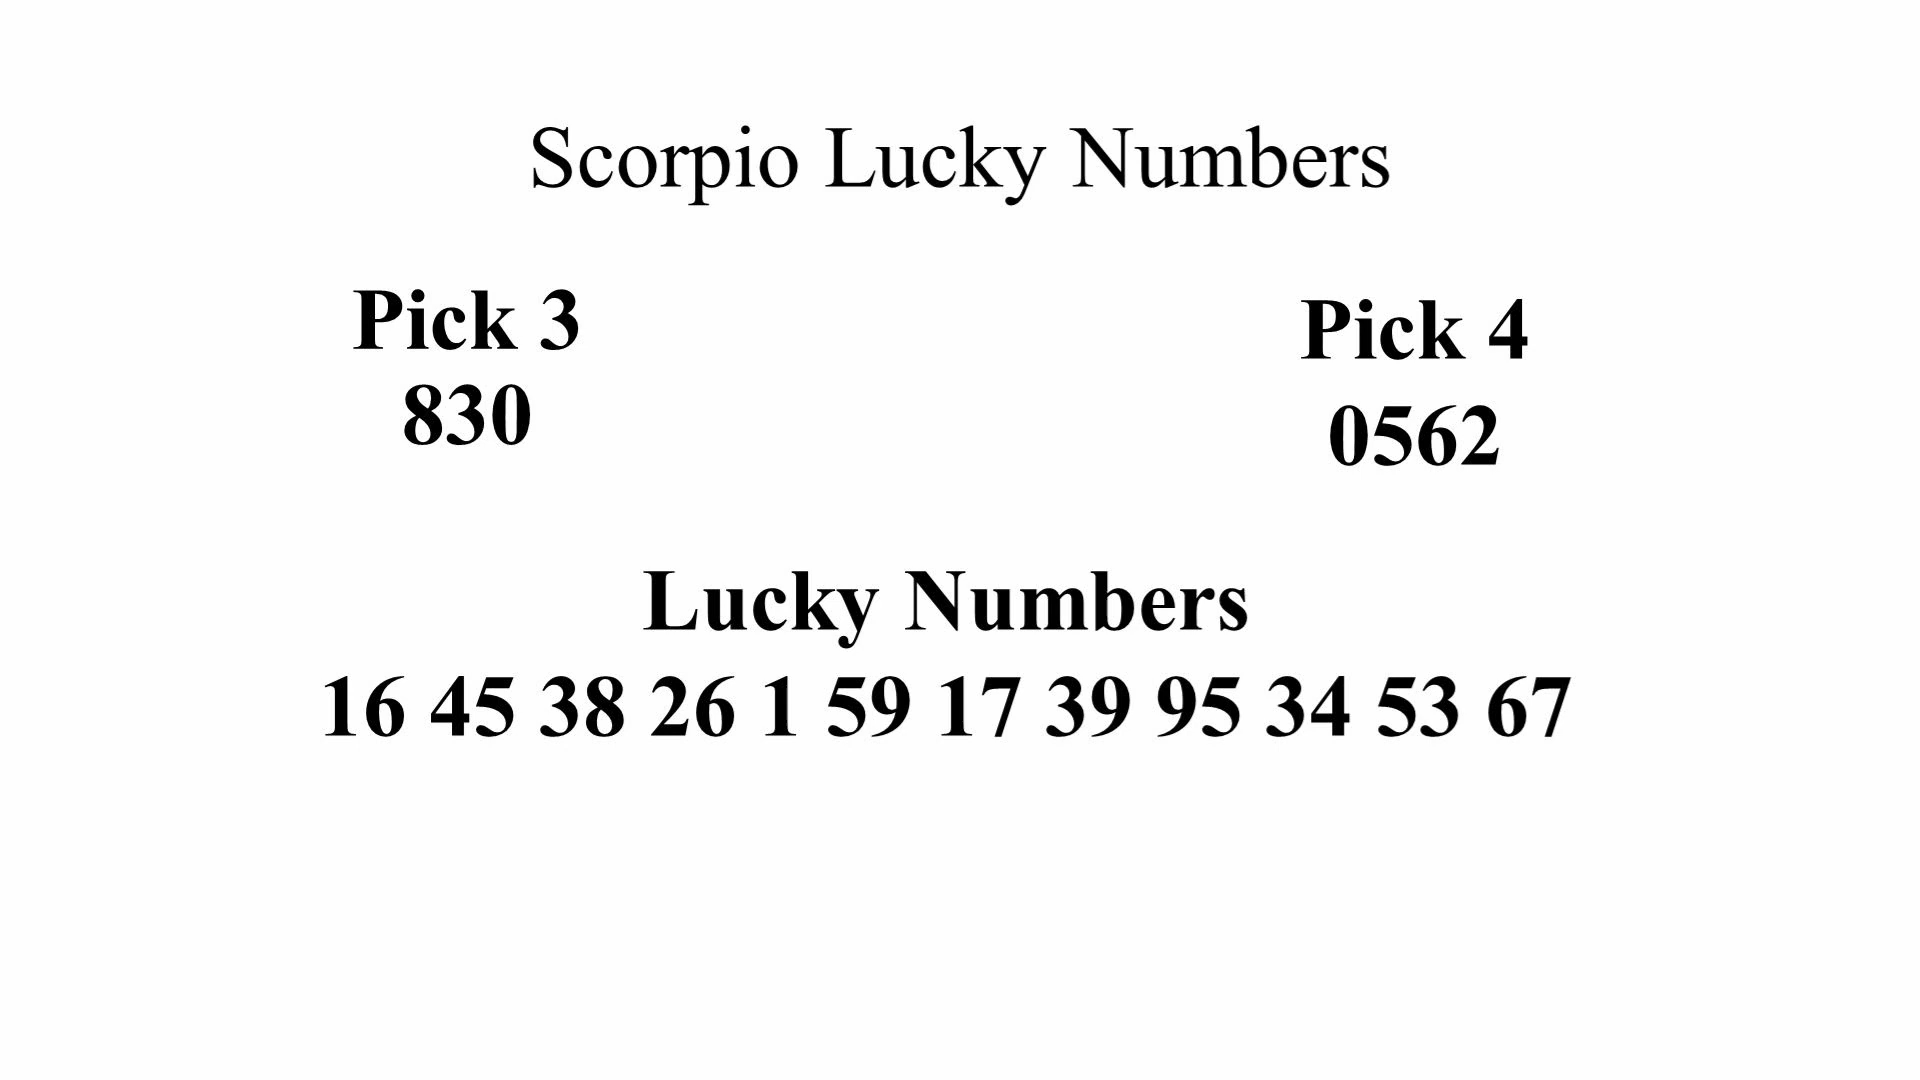 Scorpio Lucky Numbers
Pick 3
830
Pick 4
0562
Lucky Numbers
16 45 38 26 1 59 17 39 95 34 53 67